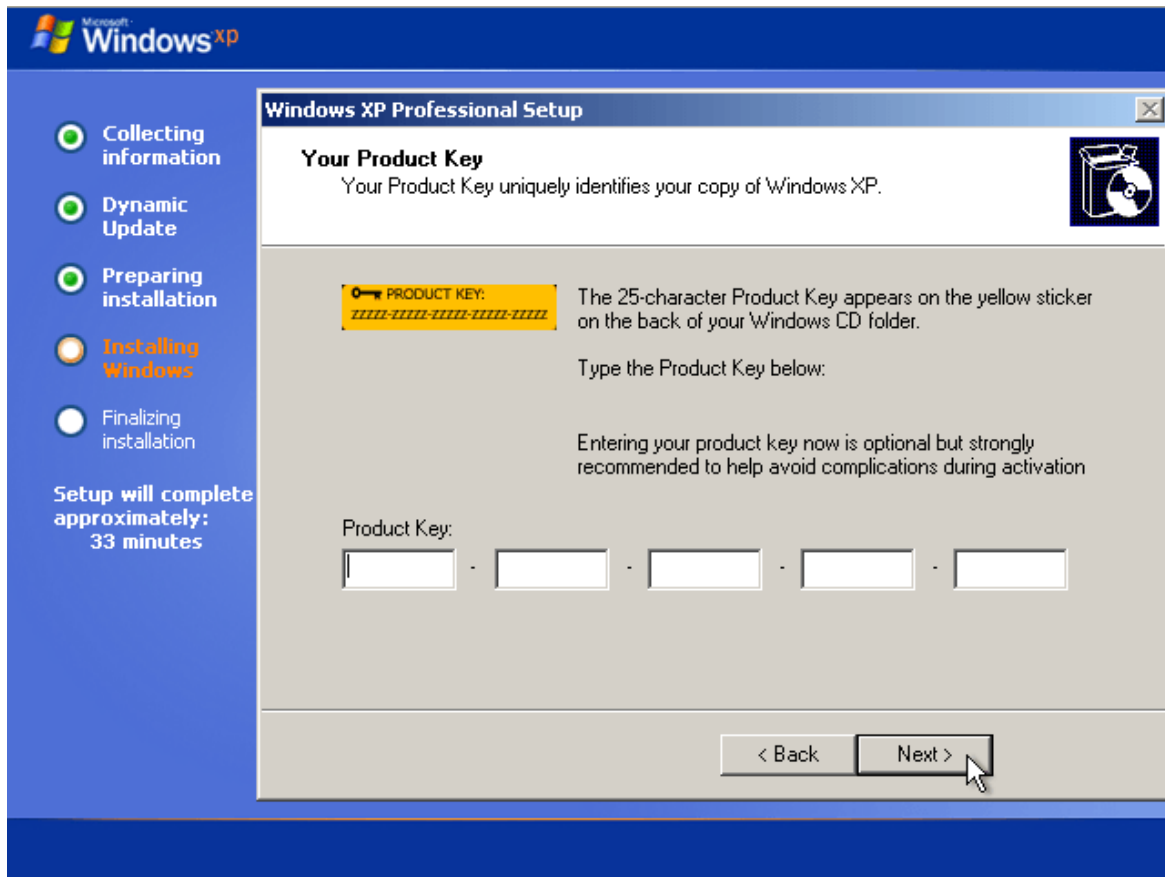 Microsoft
Windows xp
Collecting
information
Dynamic
Update
Preparing
installation
Installing
Windows
Finalizing
installation
Setup will complete
approximately:
33 minutes
Windows XP Professional Setup
Your Product Key
Your Product Key uniquely identifies your copy of Windows XP.
PRODUCT KEY:
ZZZZZ-ZZZZZ-ZZZZZ-ZZZZZ-ZZZZZ
The 25-character Product Key appears on the yellow sticker
on the back of your Windows CD folder.
Type the Product Key below:
Entering your product key now is optional but strongly
recommended to help avoid complications during activation
Product Key:
- - - -
< Back Next >